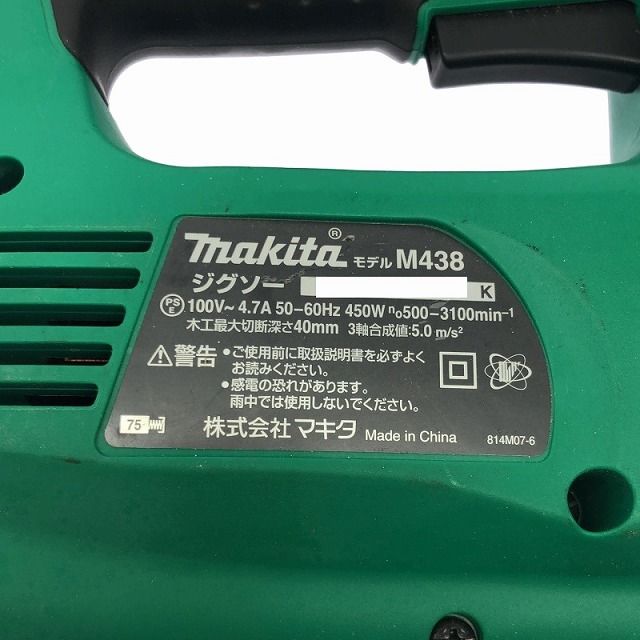 makita® モデル M438
ジグソー K
PSE 100V～ 4.7A 50–60Hz 450W n₀500–3100min⁻¹
木工最大切断深さ40mm 3軸合成値:5.0 m/s²
⚠警告 ●ご使用前に取扱説明書を必ずよく
お読みください。
●感電の恐れがあります。
雨中では使用しないでください。
75 株式会社マキタ Made in China 814M07-6